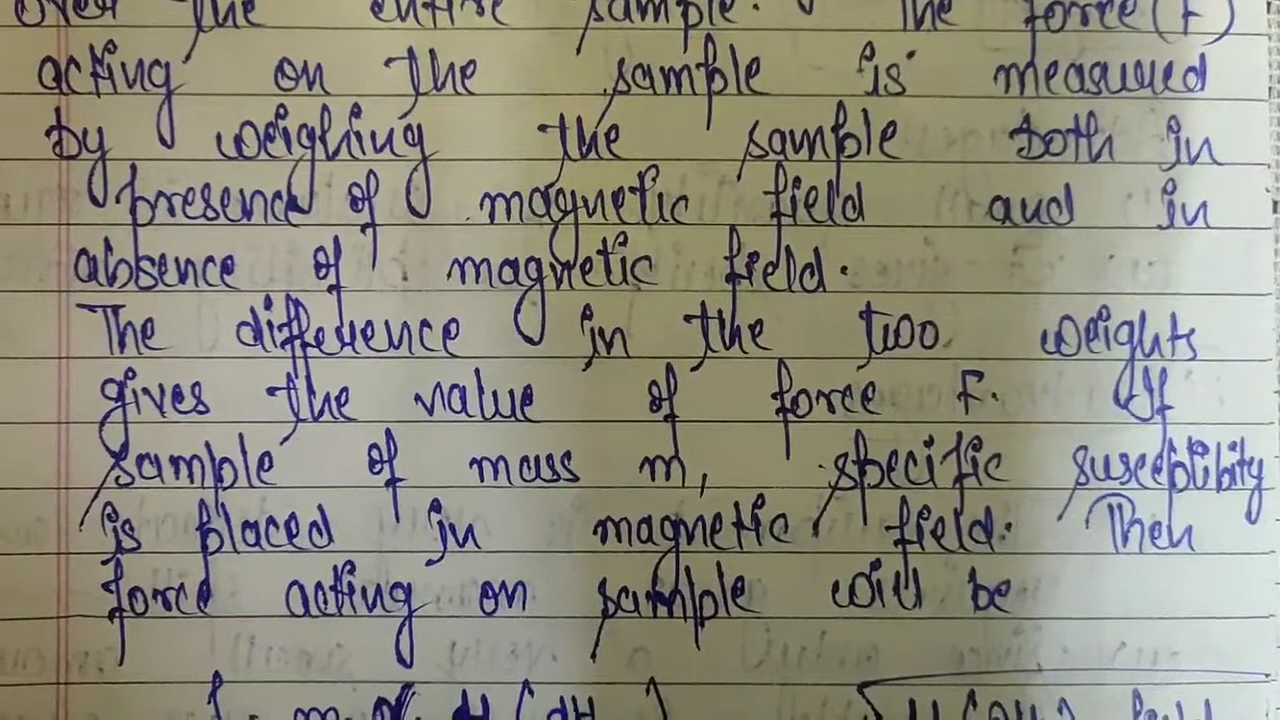 over the entire sample. The force (F)
acting on the sample is measured
by weighing the sample both in
presence of magnetic field and in
absence of magnetic field.
The difference in the two weights
gives the value of force F. If
sample of mass m, specific susceptibity
is placed in magnetic field. Then
force acting on sample will be